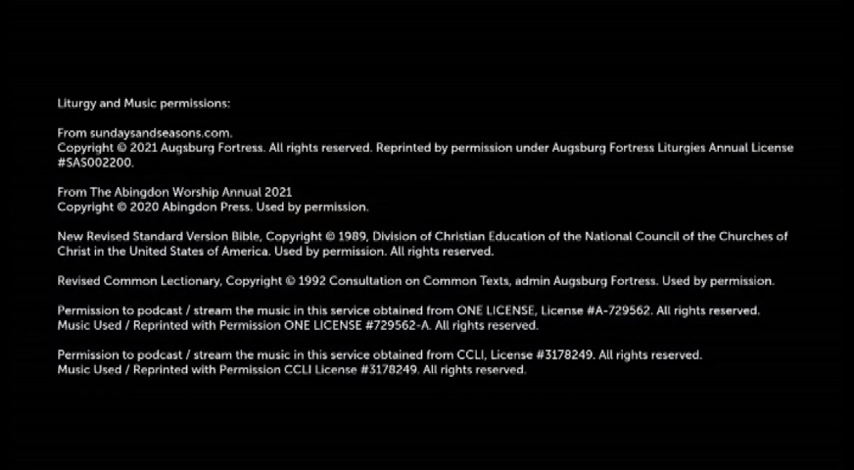 Liturgy and Music permissions:
From sundaysandseasons.com.
Copyright © 2021 Augsburg Fortress. All rights reserved. Reprinted by permission under Augsburg Fortress Liturgies Annual License
#SAS002200.
From The Abingdon Worship Annual 2021
Copyright © 2020 Abingdon Press. Used by permission.
New Revised Standard Version Bible, Copyright © 1989, Division of Christian Education of the National Council of the Churches of
Christ in the United States of America. Used by permission. All rights reserved.
Revised Common Lectionary, Copyright © 1992 Consultation on Common Texts, admin Augsburg Fortress. Used by permission.
Permission to podcast / stream the music in this service obtained from ONE LICENSE, License #A-729562. All rights reserved.
Music Used / Reprinted with Permission ONE LICENSE #729562-A. All rights reserved.
Permission to podcast / stream the music in this service obtained from CCLI, License #3178249. All rights reserved.
Music Used / Reprinted with Permission CCLI License #3178249. All rights reserved.